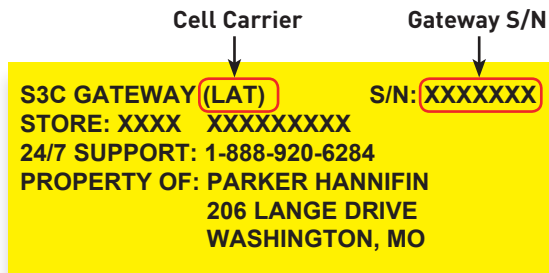 Cell Carrier Gateway S/N
S3C GATEWAY (LAT) S/N: XXXXXXX
STORE: XXXX XXXXXXXXX
24/7 SUPPORT: 1-888-920-6284
PROPERTY OF: PARKER HANNIFIN
206 LANGE DRIVE
WASHINGTON, MO